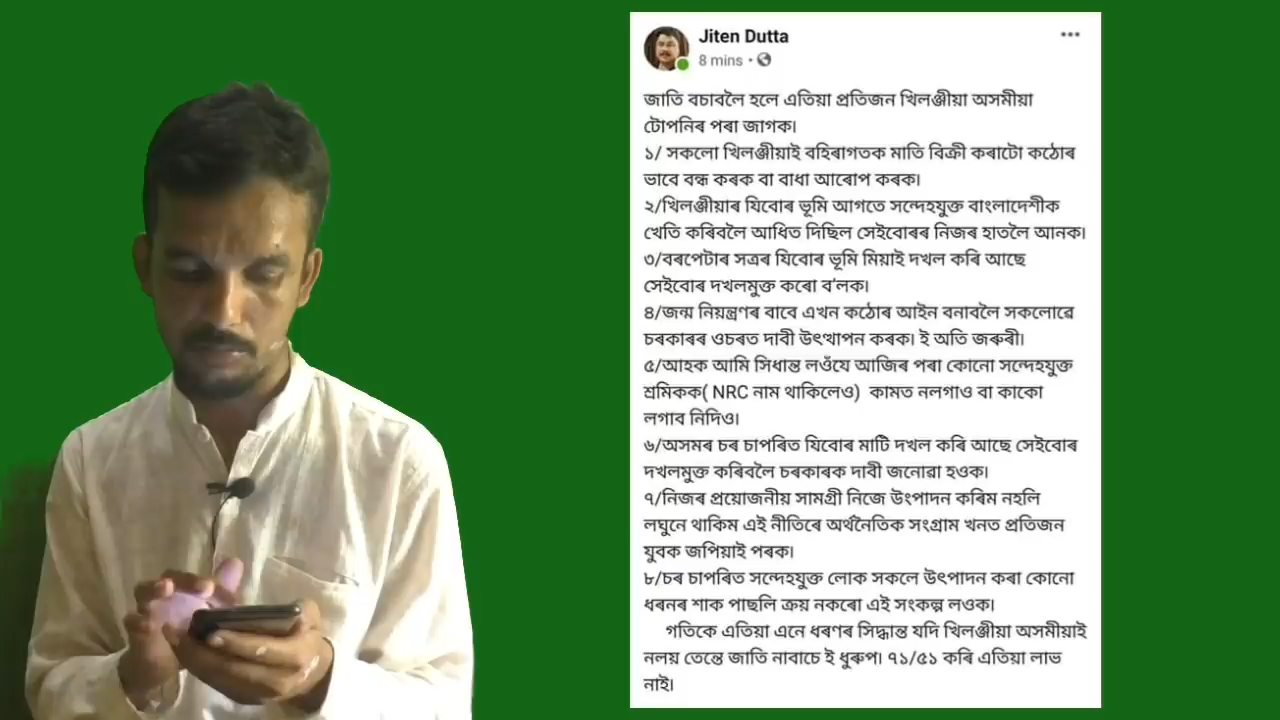 Jiten Dutta
8 mins
জাতি বচাবলৈ হলে এতিয়া প্ৰতিজন খিলঞ্জীয়া অসমীয়া
টোপনিৰ পৰা জাগক।
১/ সকলো খিলঞ্জীয়াই বহিৰাগতক মাতি বিক্ৰী কৰাটো কঠোৰ
ভাবে বন্ধ কৰক বা বাধা আৰোপ কৰক।
২/খিলঞ্জীয়াৰ যিবোৰ ভূমি আগতে সন্দেহযুক্ত বাংলাদেশীক
খেতি কৰিবলৈ আধিত দিছিল সেইবোৰৰ নিজৰ হাতলৈ আনক।
৩/বৰপেটাৰ সত্ৰৰ যিবোৰ ভূমি মিয়াই দখল কৰি আছে
সেইবোৰ দখলমুক্ত কৰো ব'লক।
৪/জন্ম নিয়ন্ত্ৰণৰ বাবে এখন কঠোৰ আইন বনাবলৈ সকলোৱে
চৰকাৰৰ ওচৰত দাবী উৎত্থাপন কৰক। ই অতি জৰুৰী।
৫/আহক আমি সিধান্ত লওঁযে আজিৰ পৰা কোনো সন্দেহযুক্ত
শ্ৰমিকক( NRC নাম থাকিলেও) কামত নলগাও বা কাকো
লগাব নিদিও।
৬/অসমৰ চৰ চাপৰিত যিবোৰ মাটি দখল কৰি আছে সেইবোৰ
দখলমুক্ত কৰিবলৈ চৰকাৰক দাবী জনোৱা হওক।
৭/নিজৰ প্ৰয়োজনীয় সামগ্ৰী নিজে উৎপাদন কৰিম নহলি
লঘুনে থাকিম এই নীতিৰে অৰ্থনৈতিক সংগ্ৰাম খনত প্ৰতিজন
যুবক জপিয়াই পৰক।
৮/চৰ চাপৰিত সন্দেহযুক্ত লোক সকলে উৎপাদন কৰা কোনো
ধৰনৰ শাক পাছলি ক্ৰয় নকৰো এই সংকল্প লওক।
গতিকে এতিয়া এনে ধৰণৰ সিদ্ধান্ত যদি খিলঞ্জীয়া অসমীয়াই
নলয় তেন্তে জাতি নাবাচে ই ধুৰুপ। ৭১/৫১ কৰি এতিয়া লাভ
নাই।